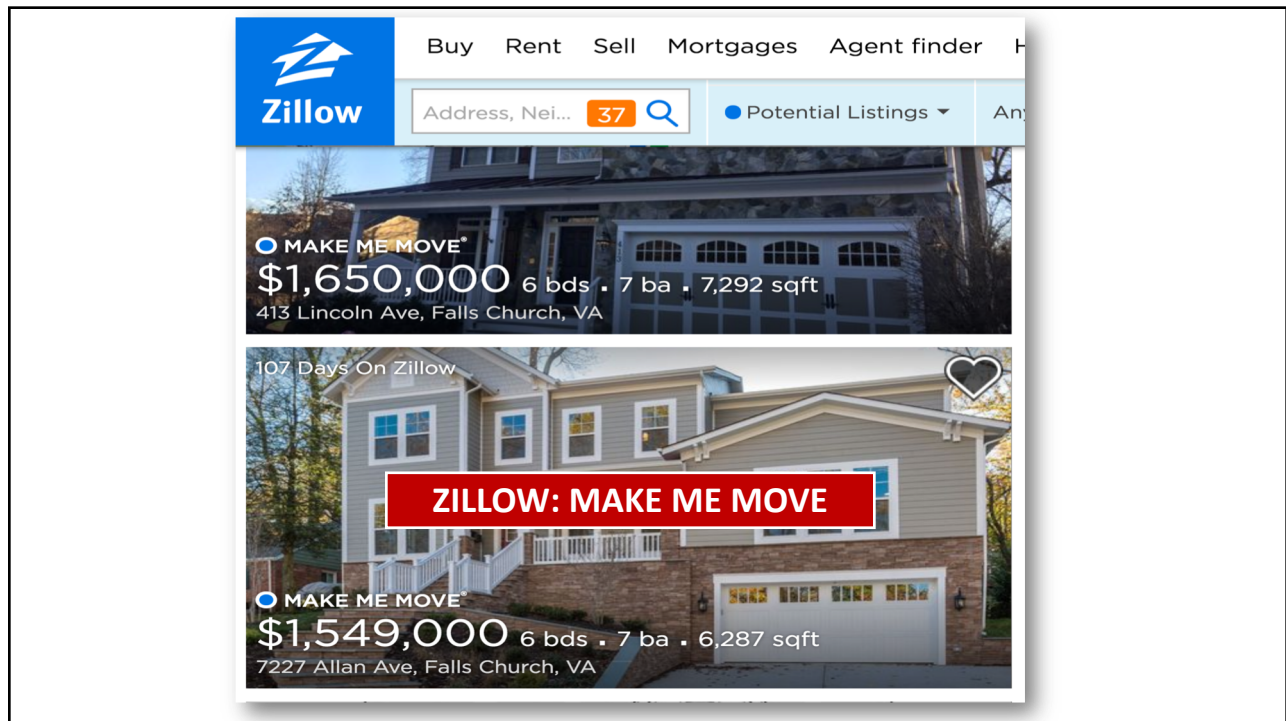 Buy Rent Sell Mortgages Agent finder H
Zillow
Address, Nei... 37 Potential Listings Any
MAKE ME MOVE®
$1,650,000 6 bds . 7 ba . 7,292 sqft
413 Lincoln Ave, Falls Church, VA
107 Days On Zillow
ZILLOW: MAKE ME MOVE
MAKE ME MOVE®
$1,549,000 6 bds . 7 ba . 6,287 sqft
7227 Allan Ave, Falls Church, VA